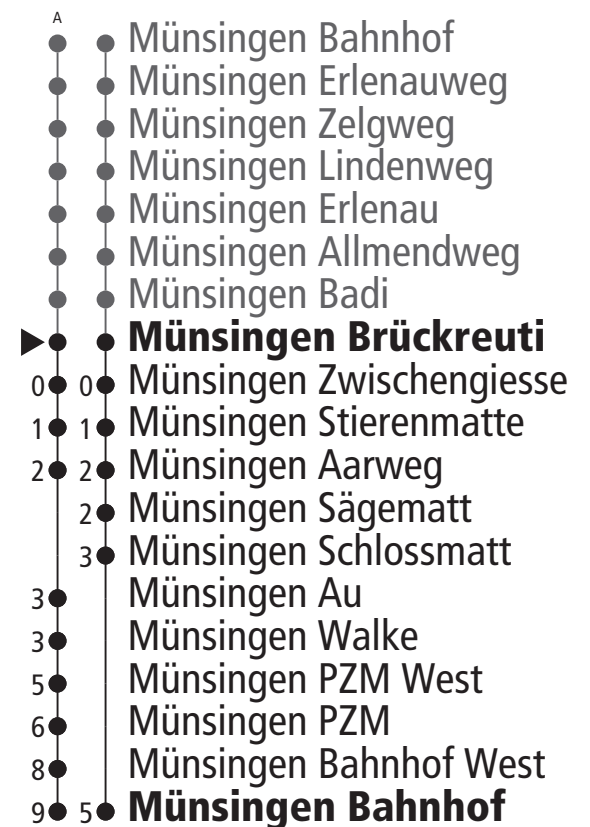 A
Münsingen Bahnhof
Münsingen Erlenauweg
Münsingen Zelgweg
Münsingen Lindenweg
Münsingen Erlenau
Münsingen Allmendweg
Münsingen Badi
Münsingen Brückreuti
0 0 Münsingen Zwischengiesse
1 1 Münsingen Stierenmatte
2 2 Münsingen Aarweg
2 Münsingen Sägematt
3 Münsingen Schlossmatt
3 Münsingen Au
3 Münsingen Walke
5 Münsingen PZM West
6 Münsingen PZM
8 Münsingen Bahnhof West
9 5 Münsingen Bahnhof